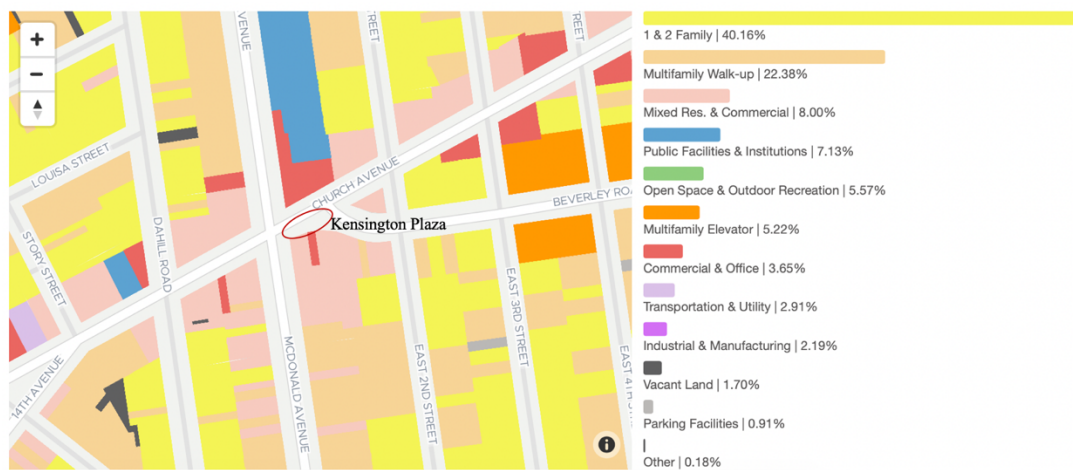 +
−
AVENUE
STREET
STREET
LOUISA STREET
CHURCH AVENUE
Kensington Plaza
BEVERLEY RO
STORY STREET
DAHILL ROAD
14TH AVENUE
MCDONALD AVENUE
EAST 2ND STREET
EAST 3RD STREET
EAST 4TH ST
i
1 & 2 Family | 40.16%
Multifamily Walk-up | 22.38%
Mixed Res. & Commercial | 8.00%
Public Facilities & Institutions | 7.13%
Open Space & Outdoor Recreation | 5.57%
Multifamily Elevator | 5.22%
Commercial & Office | 3.65%
Transportation & Utility | 2.91%
Industrial & Manufacturing | 2.19%
Vacant Land | 1.70%
Parking Facilities | 0.91%
Other | 0.18%